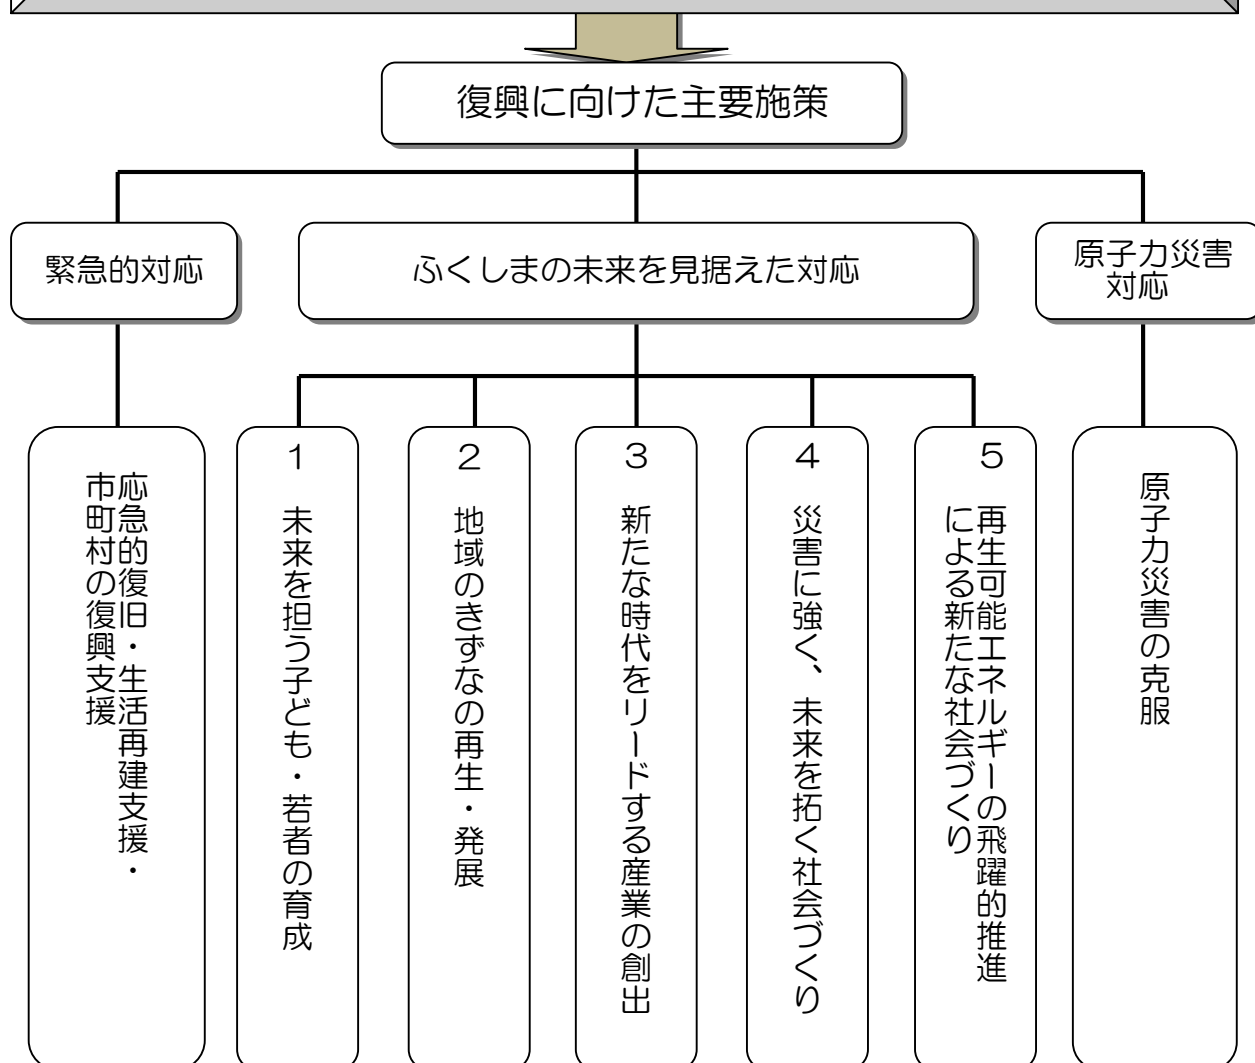 復興に向けた主要施策
緊急的対応
ふくしまの未来を見据えた対応
原子力災害
対応
応急的復旧・生活再建支援・
市町村の復興支援
1 未来を担う子ども・若者の育成
2 地域のきずなの再生・発展
3 新たな時代をリードする産業の創出
4 災害に強く、未来を拓く社会づくり
5 再生可能エネルギーの飛躍的推進
による新たな社会づくり
原子力災害の克服